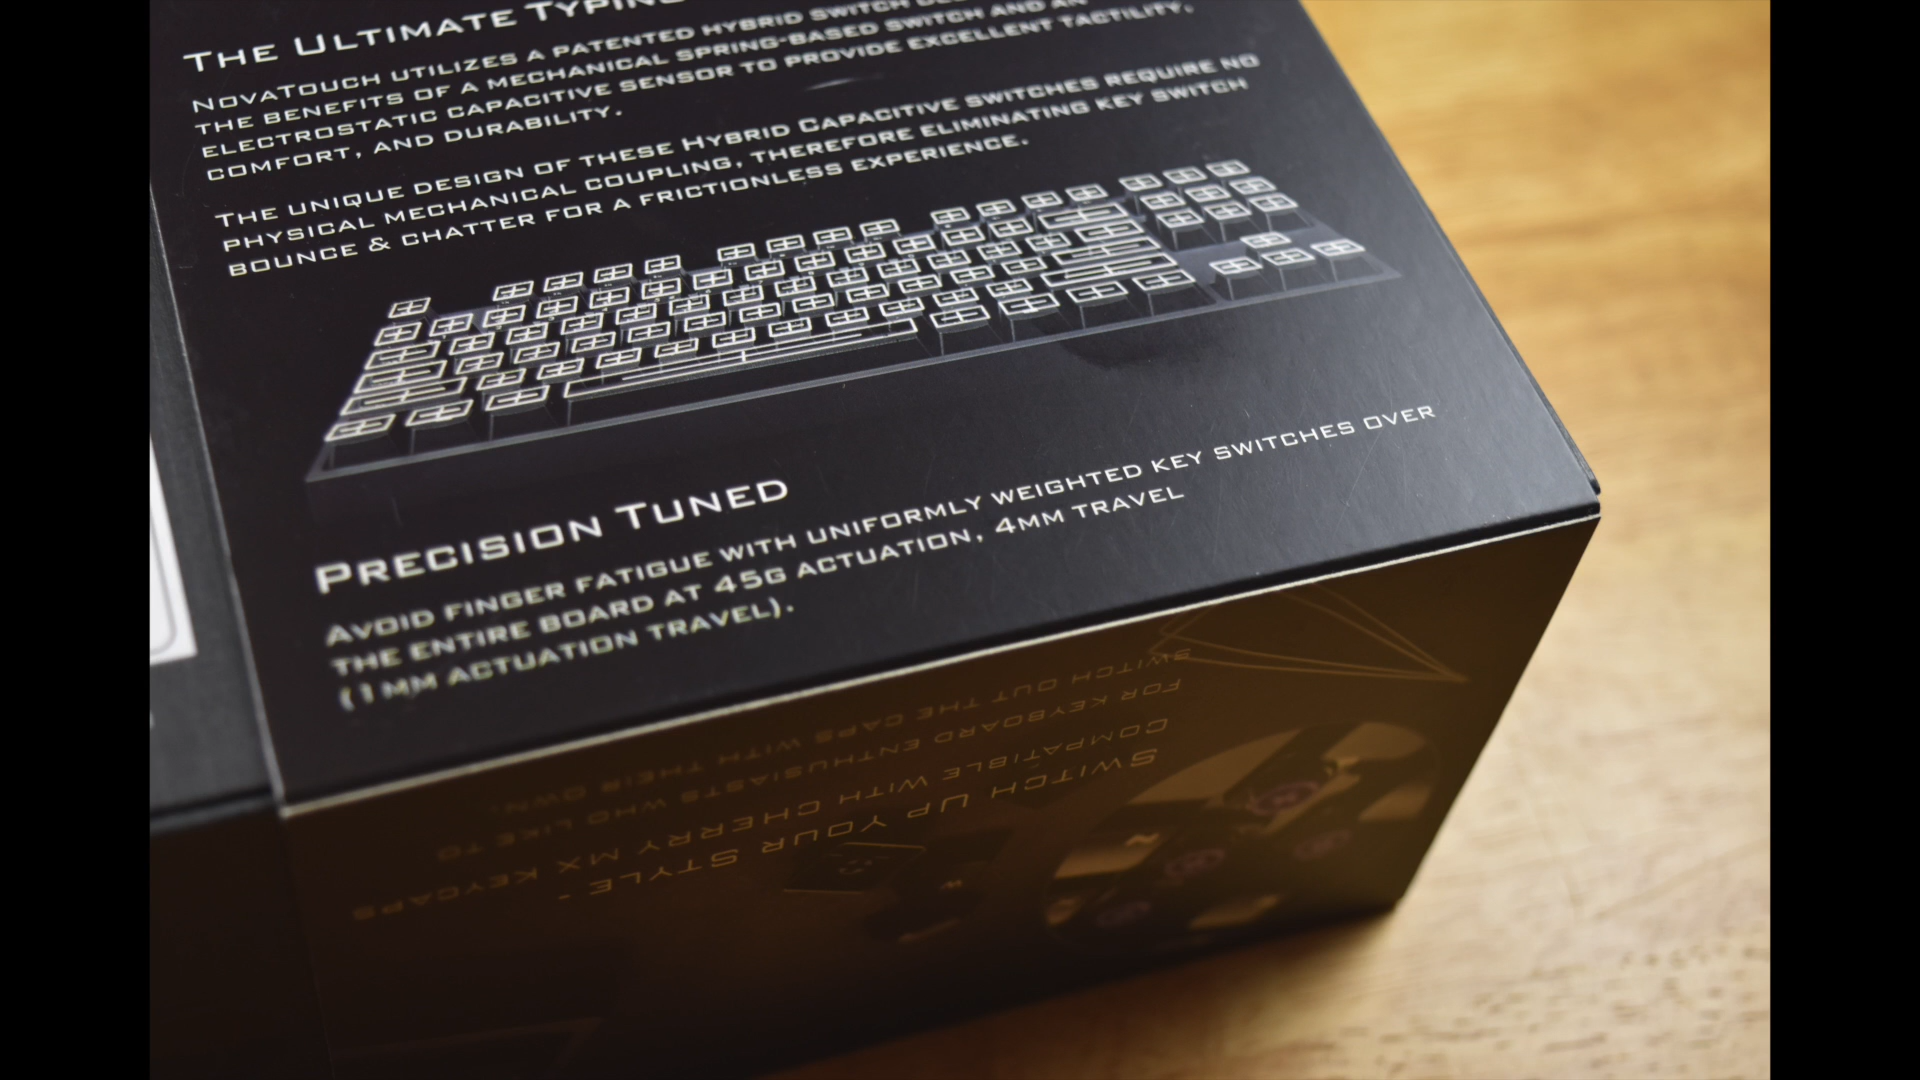 THE ULTIMATE TYPING
NOVATOUCH UTILIZES A PATENTED HYBRID SWITCH
THE BENEFITS OF A MECHANICAL SPRING-BASED SWITCH AND AN
ELECTROSTATIC CAPACITIVE SENSOR TO PROVIDE EXCELLENT TACTILITY,
COMFORT, AND DURABILITY.
THE UNIQUE DESIGN OF THESE HYBRID CAPACITIVE SWITCHES REQUIRE NO
PHYSICAL MECHANICAL COUPLING, THEREFORE ELIMINATING KEY SWITCH
BOUNCE & CHATTER FOR A FRICTIONLESS EXPERIENCE.
PRECISION TUNED
AVOID FINGER FATIGUE WITH UNIFORMLY WEIGHTED KEY SWITCHES OVER
THE ENTIRE BOARD AT 45G ACTUATION, 4MM TRAVEL
(1MM ACTUATION TRAVEL).
SWITCH UP YOUR STYLE -
COMPATIBLE WITH CHERRY MX KEYCAPS
FOR KEYBOARD ENTHUSIASTS WHO LIKE TO
SWITCH OUT THE CAPS WITH THEIR OWN.